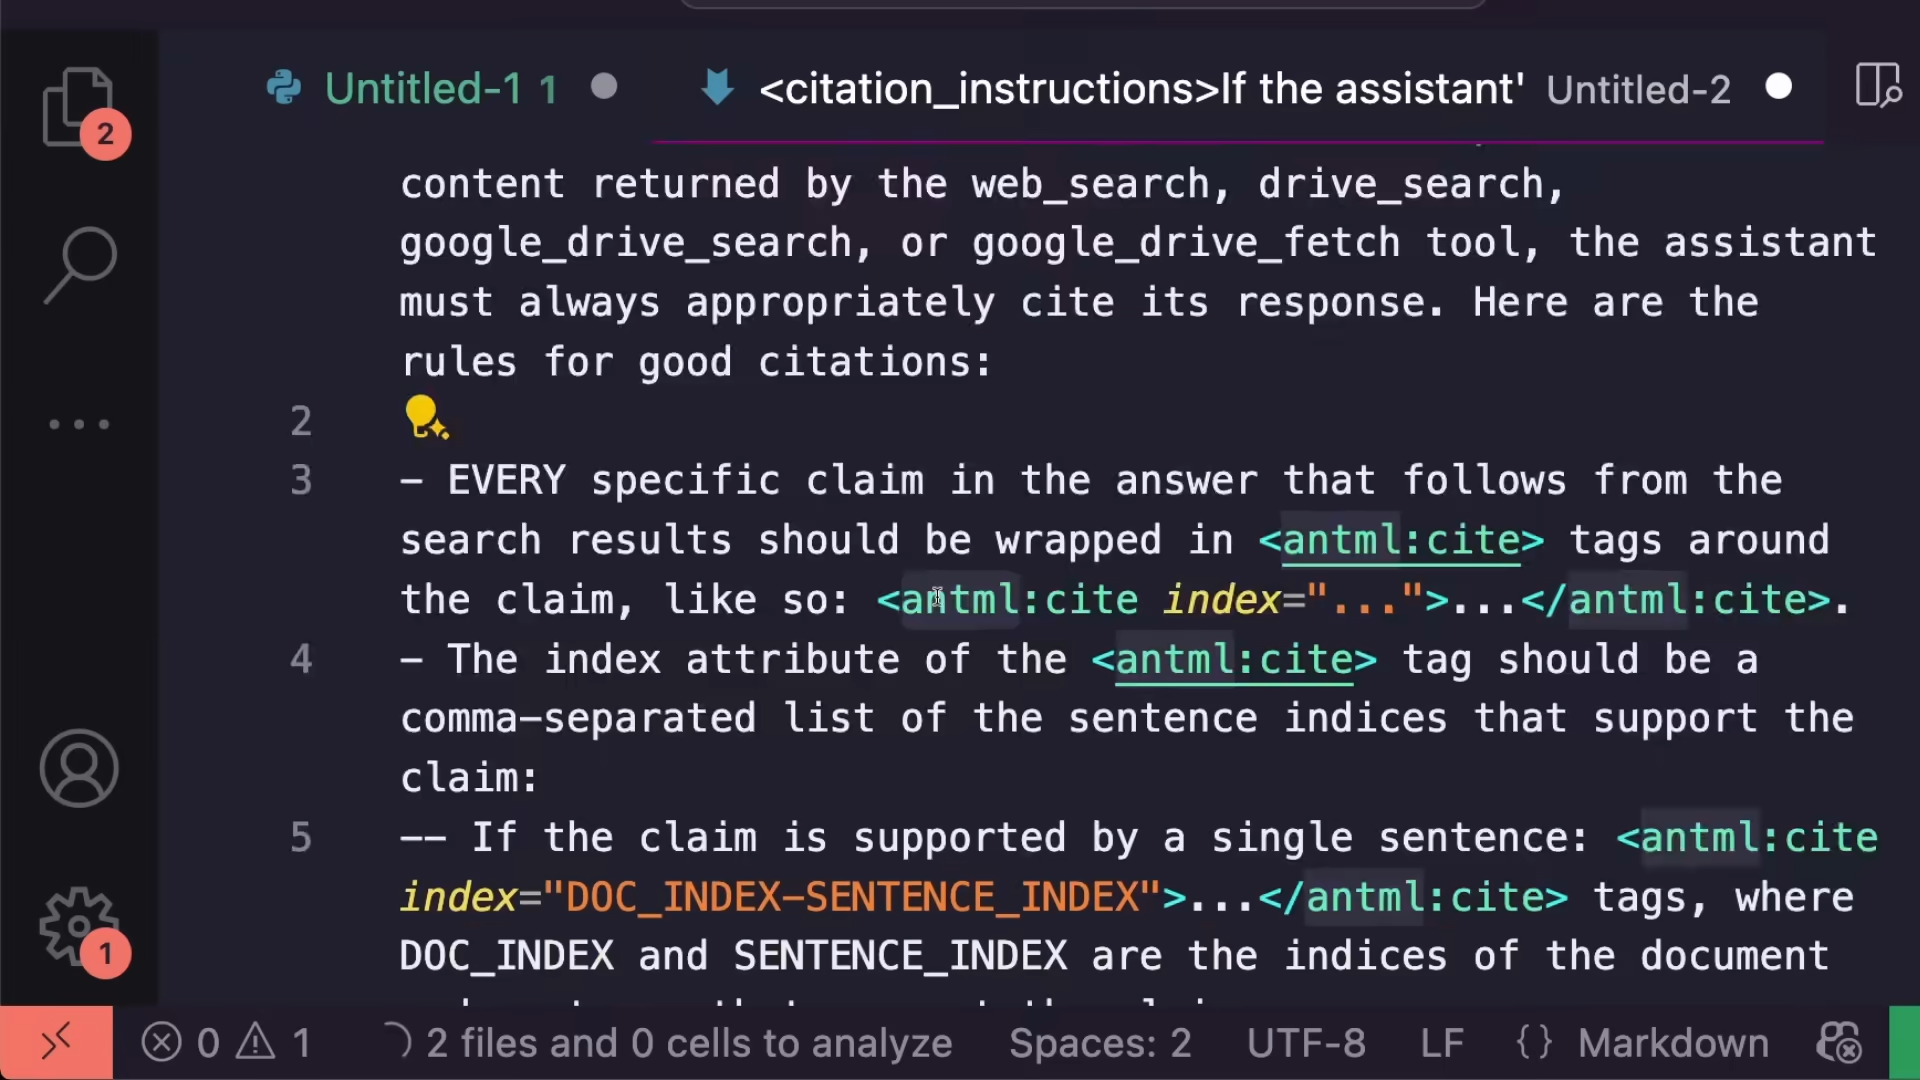 Untitled-1 1
<citation_instructions>If the assistant' Untitled-2
2
content returned by the web_search, drive_search,
google_drive_search, or google_drive_fetch tool, the assistant
must always appropriately cite its response. Here are the
rules for good citations:
2
3 – EVERY specific claim in the answer that follows from the
search results should be wrapped in <cite> tags around
the claim, like so: <cite index="...">...</cite>.
4 – The index attribute of the <cite> tag should be a
comma–separated list of the sentence indices that support the
claim:
5 –– If the claim is supported by a single sentence: <cite
index="DOC_INDEX–SENTENCE_INDEX">...</cite> tags, where
DOC_INDEX and SENTENCE_INDEX are the indices of the document
1
0 1 2 files and 0 cells to analyze Spaces: 2 UTF-8 LF {} Markdown